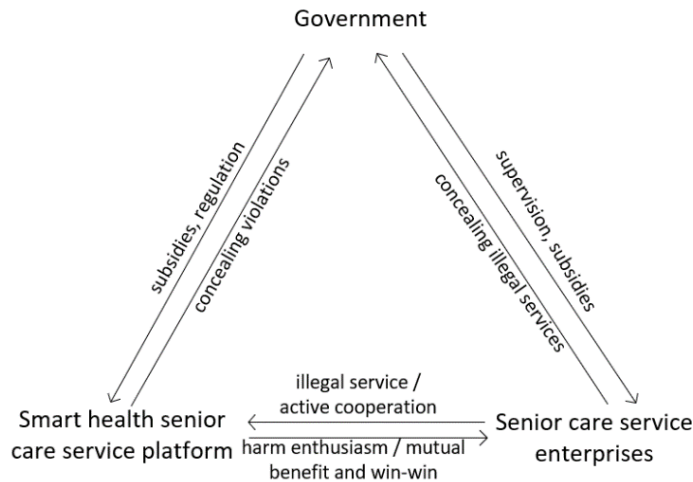 Government
subsidies, regulation
concealing violations
concealing illegal services
supervision, subsidies
illegal service /
active cooperation
Smart health senior
care service platform
harm enthusiasm / mutual
benefit and win-win
Senior care service
enterprises